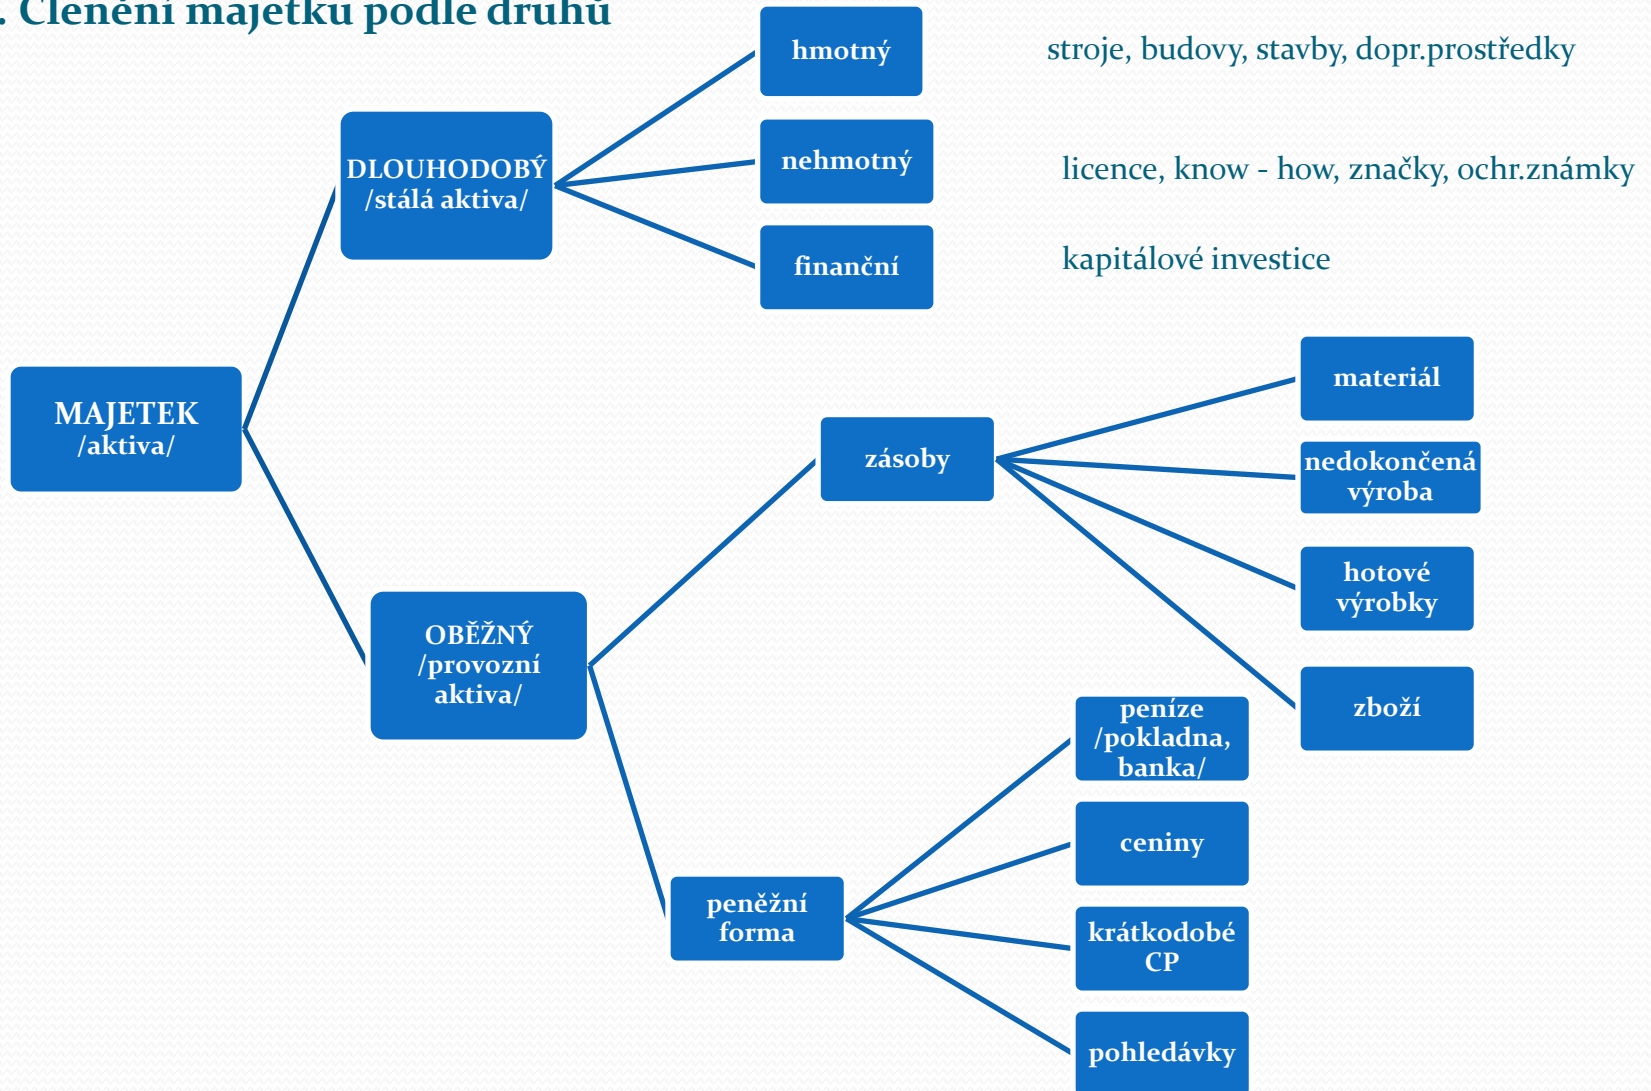 . Členění majetku podle druhů
hmotný
stroje, budovy, stavby, dopr.prostředky
DLOUHODOBÝ
/stálá aktiva/
nehmotný
licence, know - how, značky, ochr.známky
finanční
kapitálové investice
MAJETEK
/aktiva/
OBĚŽNÝ
/provozní
aktiva/
zásoby
materiál
nedokončená
výroba
hotové
výrobky
zboží
peněžní
forma
peníze
/pokladna,
banka/
ceniny
krátkodobé
CP
pohledávky